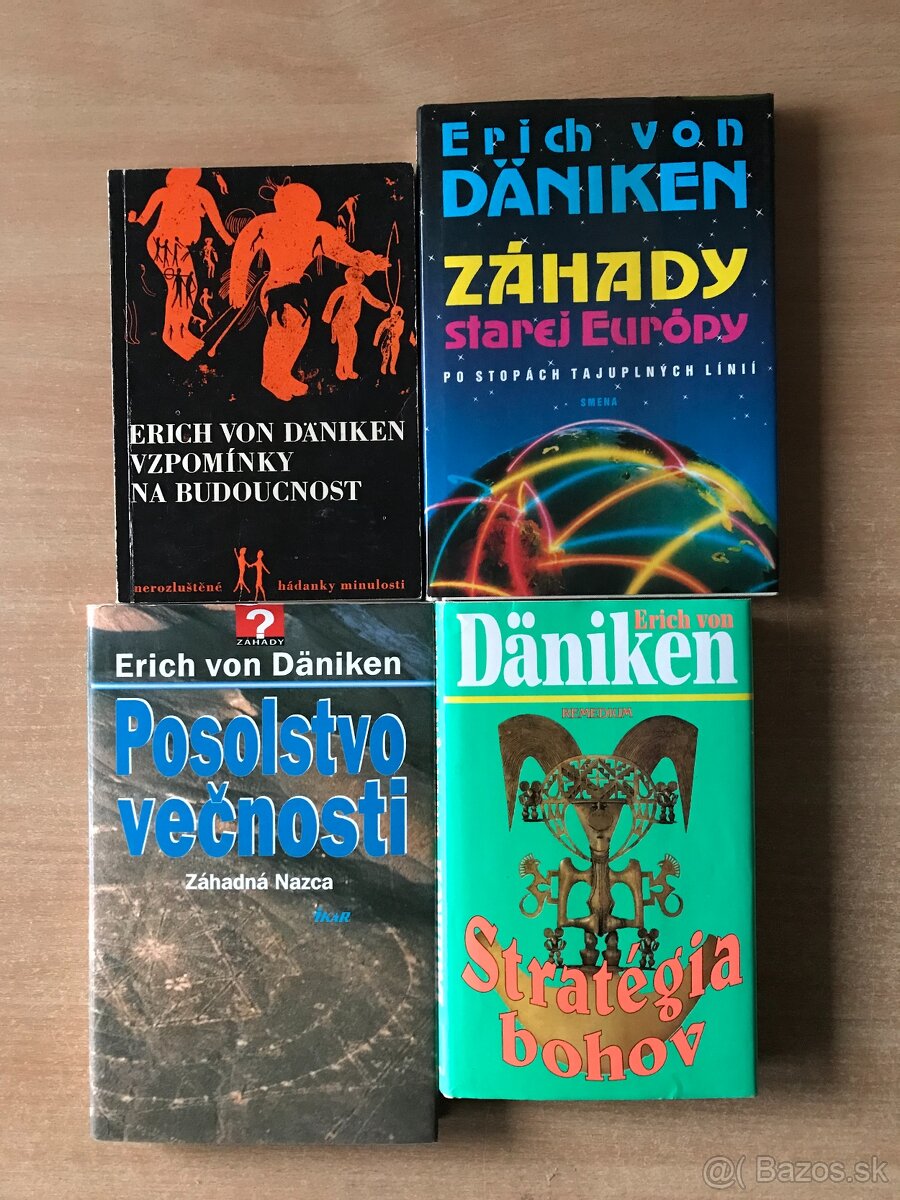 ERICH VON DÄNIKEN
VZPOMÍNKY
NA BUDOUCNOST
nerozluštěné hádanky minulosti
Erich von
DÄNIKEN
ZÁHADY
starej Európy
PO STOPÁCH TAJUPLNÝCH LÍNIÍ
SMENA
?
ZÁHADY
Erich von Däniken
Posolstvo
večnosti
Záhadná Nazca
IKAR
Erich von
Däniken
REMEDIUM
Stratégia
bohov
@( Bazos.sk